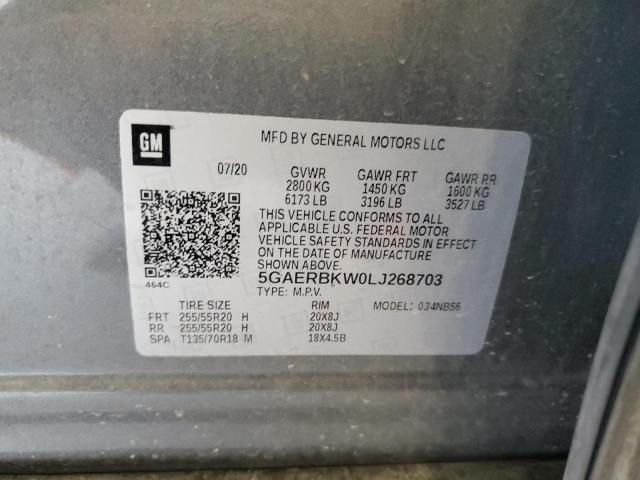 GM
MFD BY GENERAL MOTORS LLC
07/20 GVWR GAWR FRT GAWR RR
2800 KG 1450 KG 1600 KG
6173 LB 3196 LB 3527 LB
THIS VEHICLE CONFORMS TO ALL
APPLICABLE U.S. FEDERAL MOTOR
VEHICLE SAFETY STANDARDS IN EFFECT
ON THE DATE OF MANUFACTURE
SHOWN ABOVE.
464C
5GAERBKW0LJ268703
TYPE: M.P.V.
TIRE SIZE RIM MODEL: 034NB56
FRT 255/55R20 H 20X8J
RR 255/55R20 H 20X8J
SPA T135/70R18 M 18X4.5B